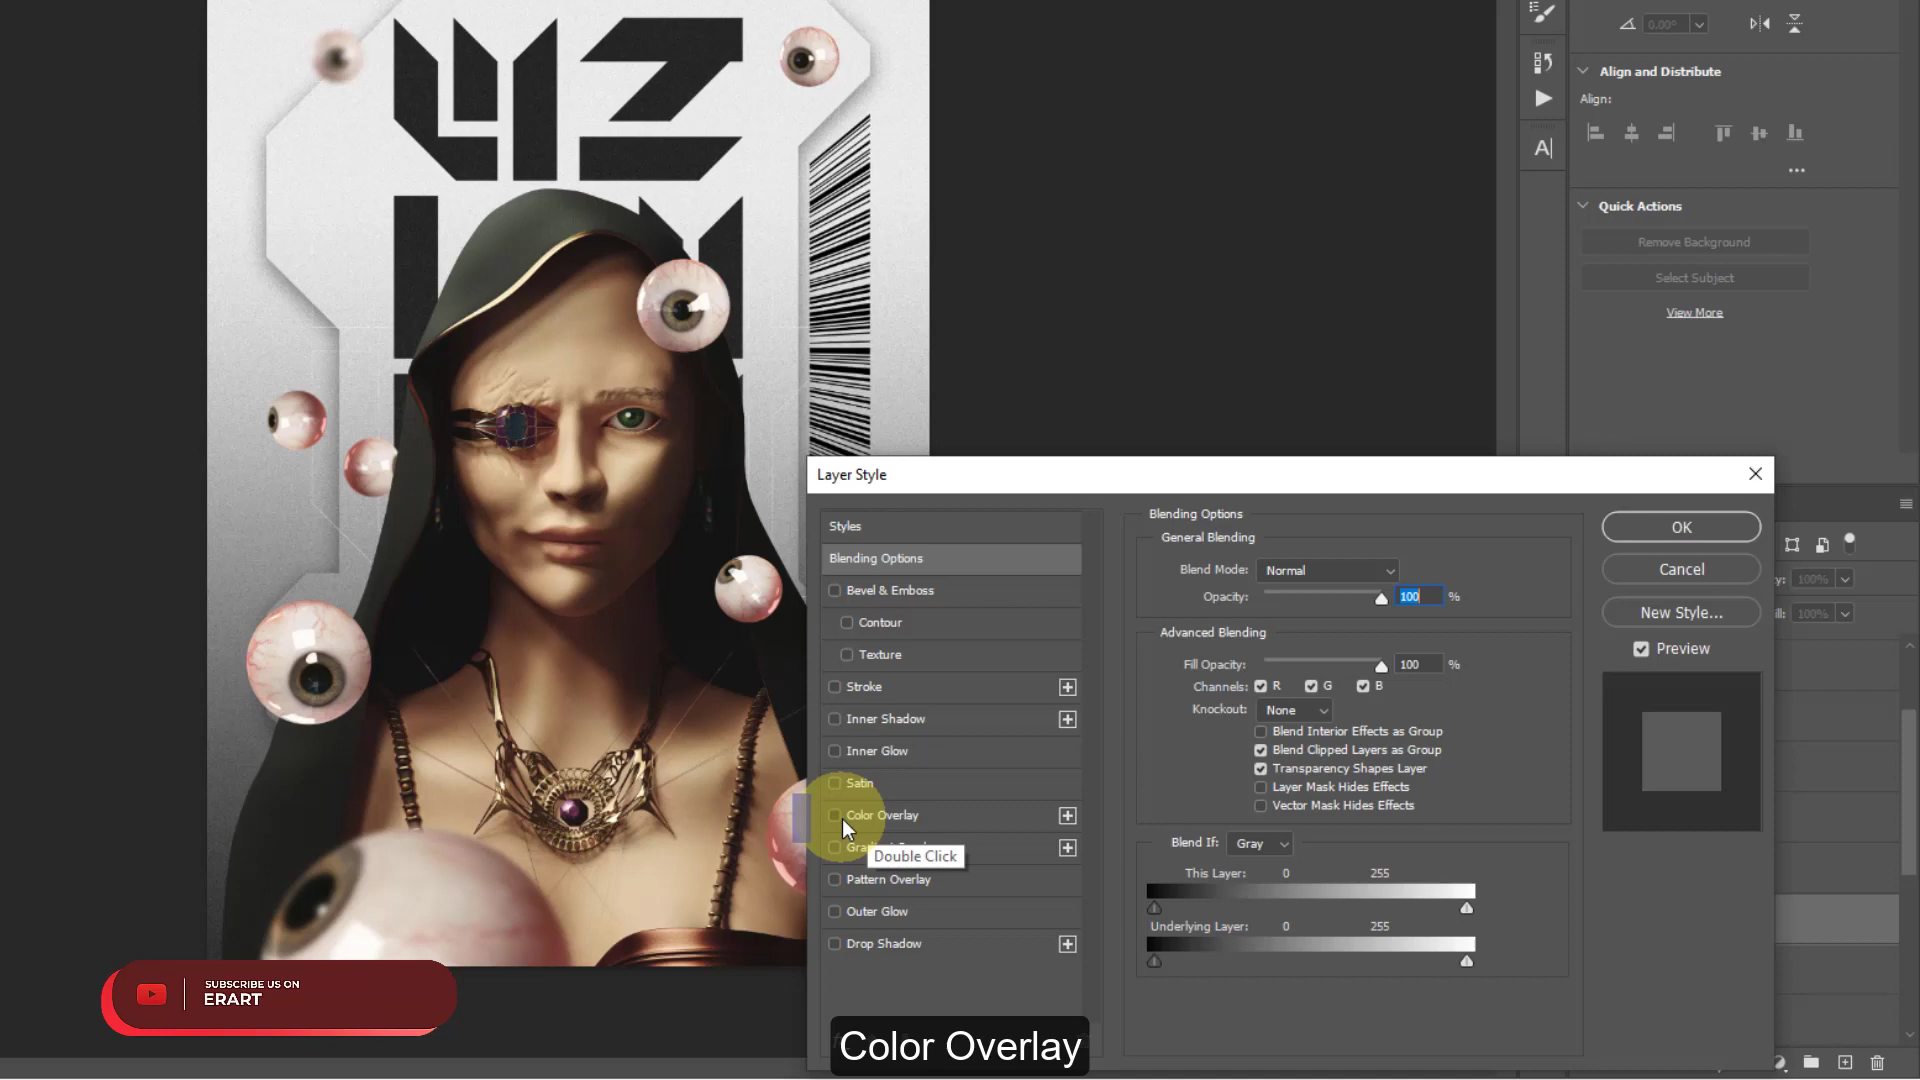 0.00°
Align and Distribute
Align:
Quick Actions
Remove Background
Select Subject
View More
Layer Style
Styles
Blending Options
Bevel & Emboss
Contour
Texture
Stroke
Inner Shadow
Inner Glow
Satin
Color Overlay
Double Click
Pattern Overlay
Outer Glow
Drop Shadow
Blending Options
General Blending
Blend Mode: Normal
Opacity: 100 %
Advanced Blending
Fill Opacity: 100 %
Channels: R G B
Knockout: None
Blend Interior Effects as Group
Blend Clipped Layers as Group
Transparency Shapes Layer
Layer Mask Hides Effects
Vector Mask Hides Effects
Blend If: Gray
This Layer: 0 255
Underlying Layer: 0 255
OK
Cancel
New Style...
Preview
100%
100%
SUBSCRIBE US ON
ERART
Color Overlay